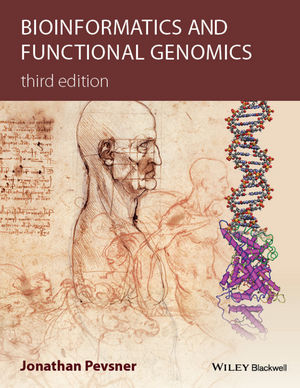 BIOINFORMATICS AND
FUNCTIONAL GENOMICS
third edition
Jonathan Pevsner
WILEY Blackwell